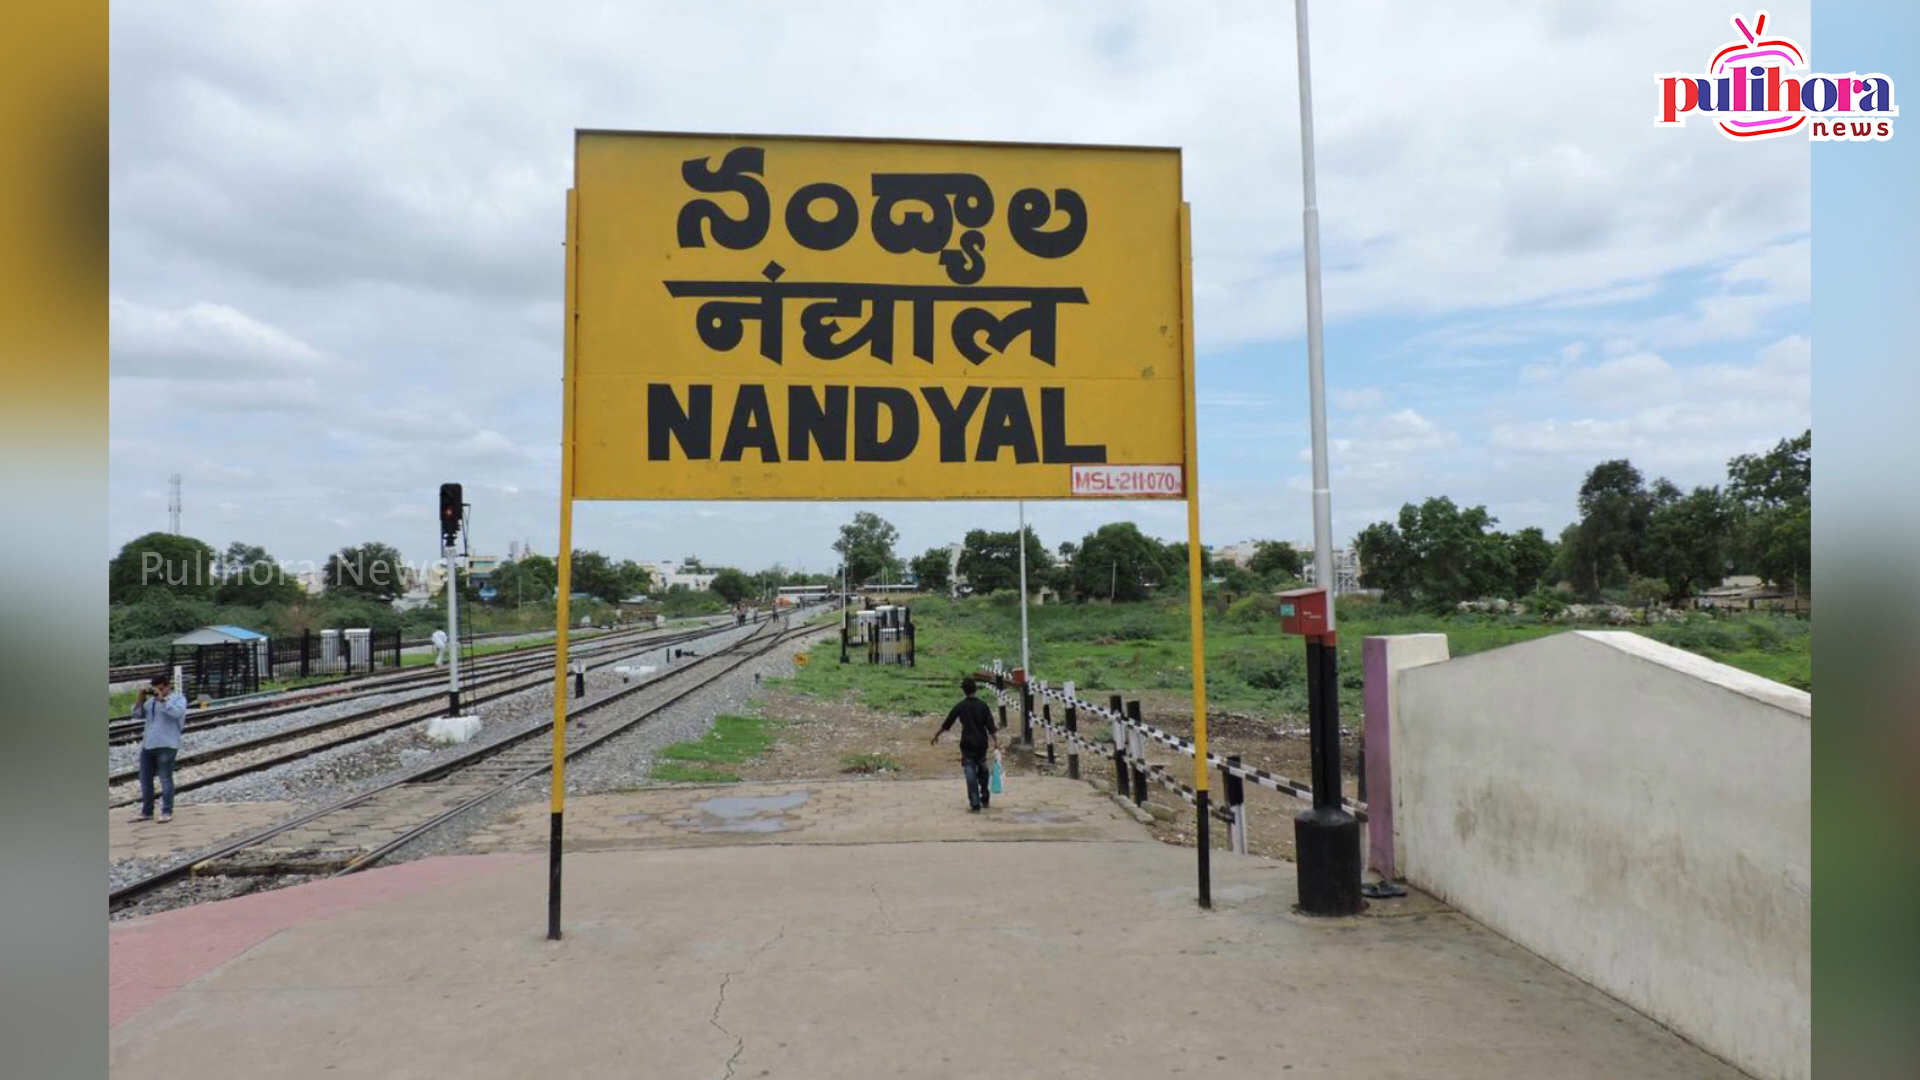 pulihora
news
నంద్యాల
नंद्याल
NANDYAL
MSL+211·070
Pulihora News